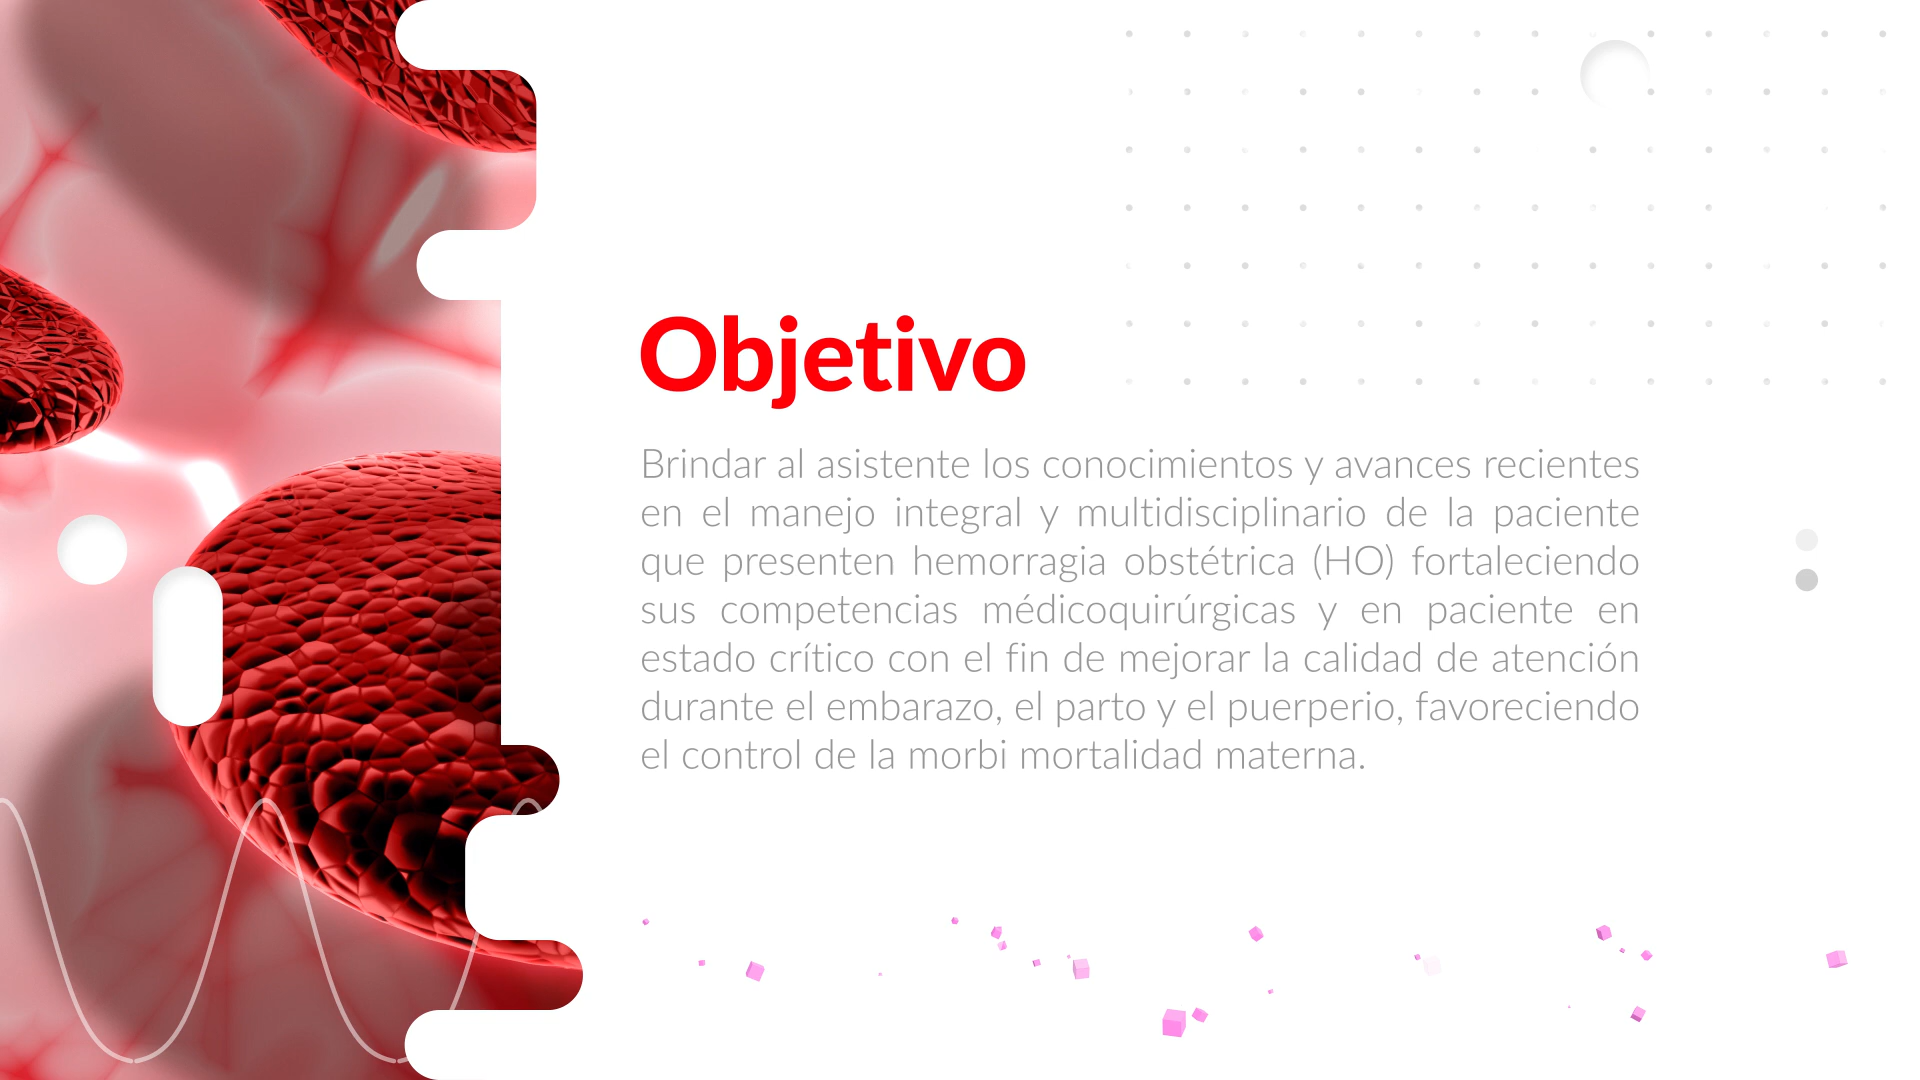 Objetivo
Brindar al asistente los conocimientos y avances recientes
en el manejo integral y multidisciplinario de la paciente
que presenten hemorragia obstétrica (HO) fortaleciendo
sus competencias médicoquirúrgicas y en paciente en
estado crítico con el fin de mejorar la calidad de atención
durante el embarazo, el parto y el puerperio, favoreciendo
el control de la morbi mortalidad materna.